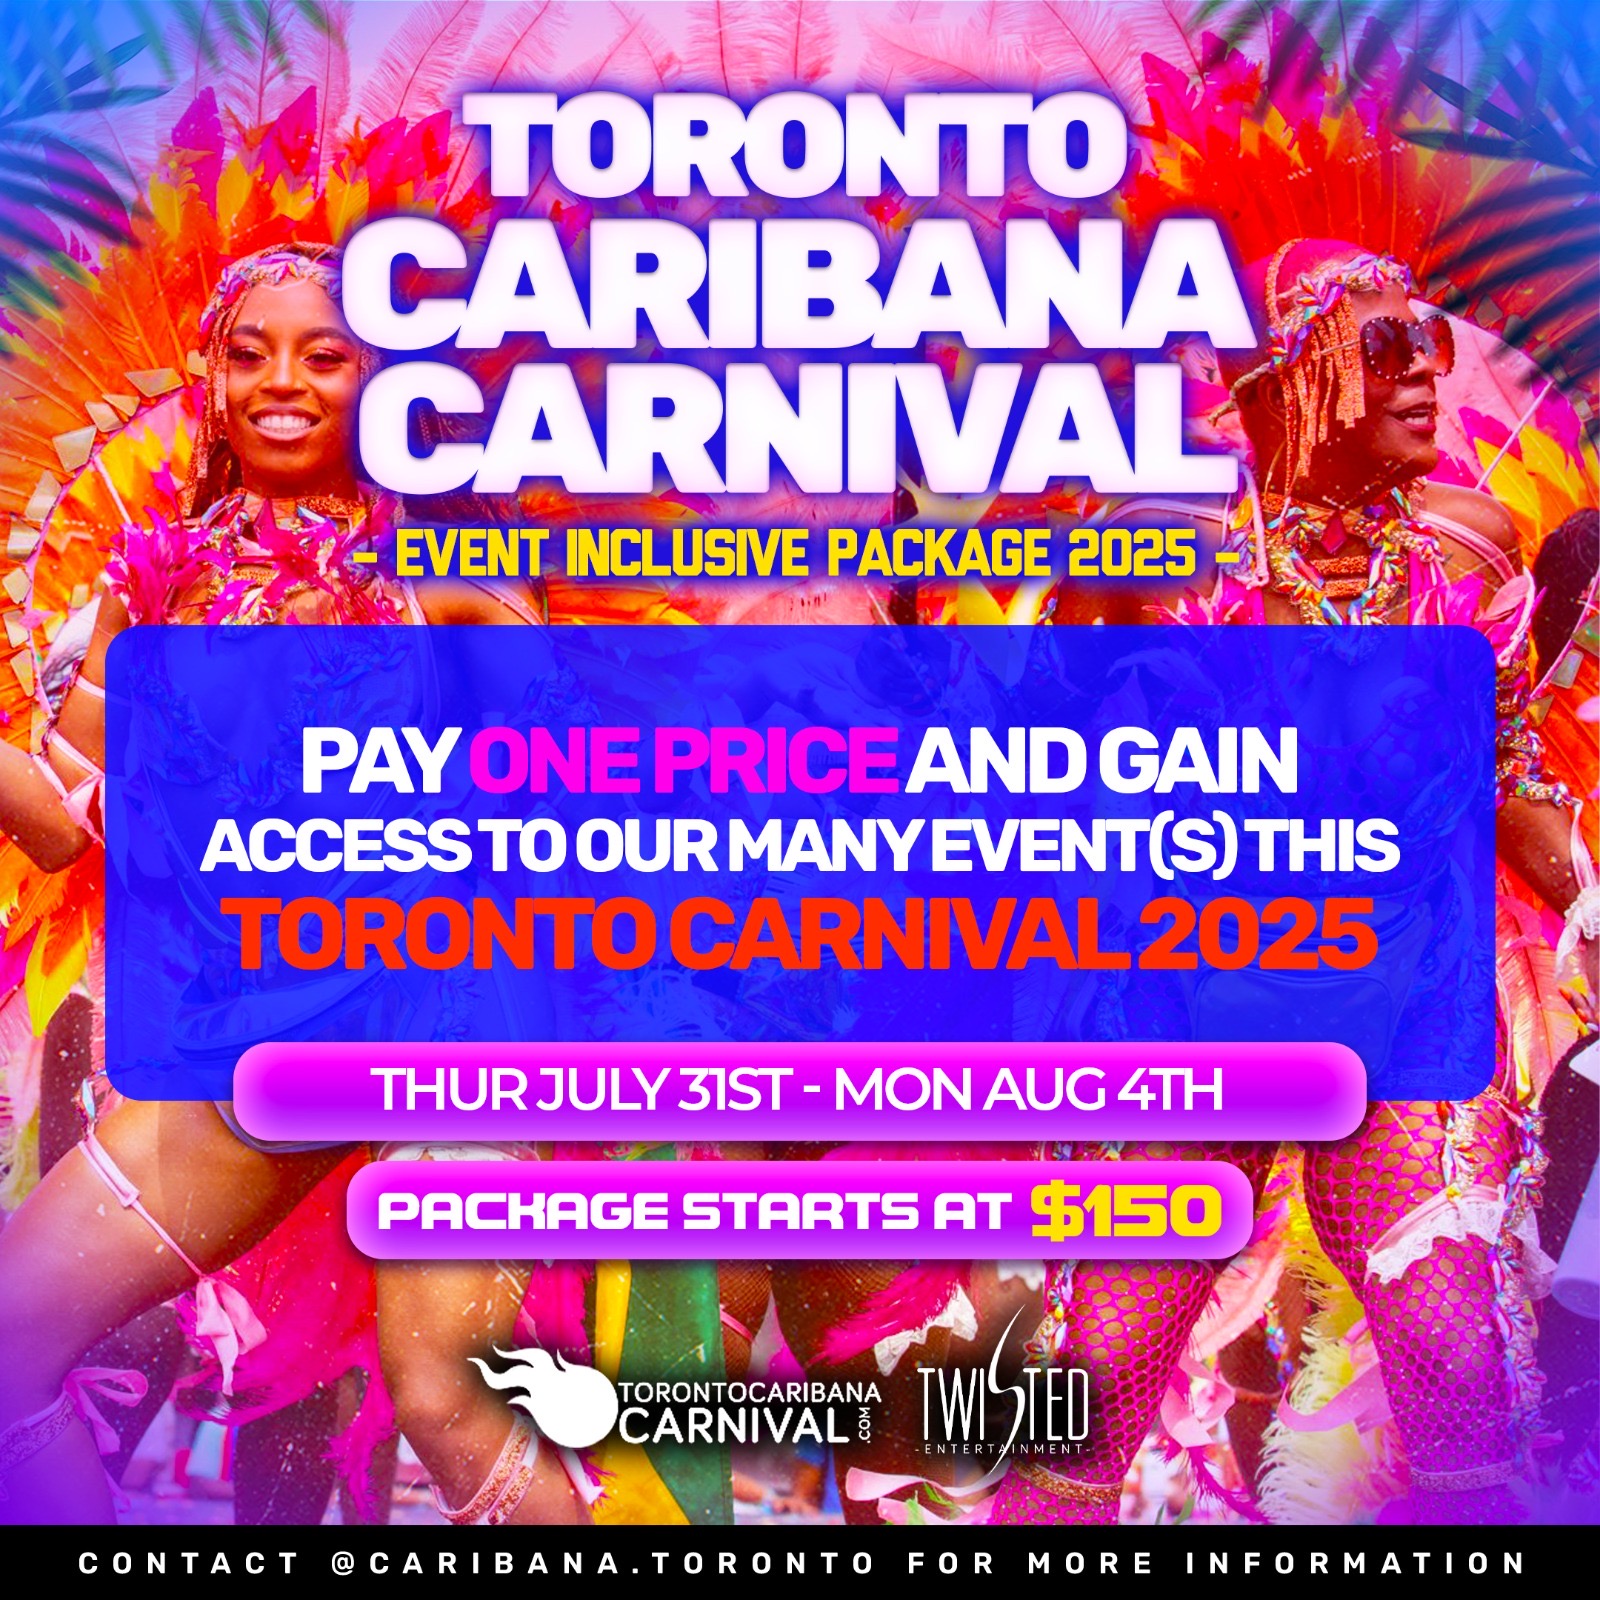 TORONTO
CARIBANA
CARNIVAL
- EVENT INCLUSIVE PACKAGE 2025 -
PAY ONE PRICE AND GAIN
ACCESS TO OUR MANY EVENT(S) THIS
TORONTO CARNIVAL 2025
THUR JULY 31ST - MON AUG 4TH
PACKAGE STARTS AT $150
TORONTOCARIBANA
CARNIVAL.COM
TWISTED
-ENTERTAINMENT-
CONTACT @CARIBANA.TORONTO FOR MORE INFORMATION